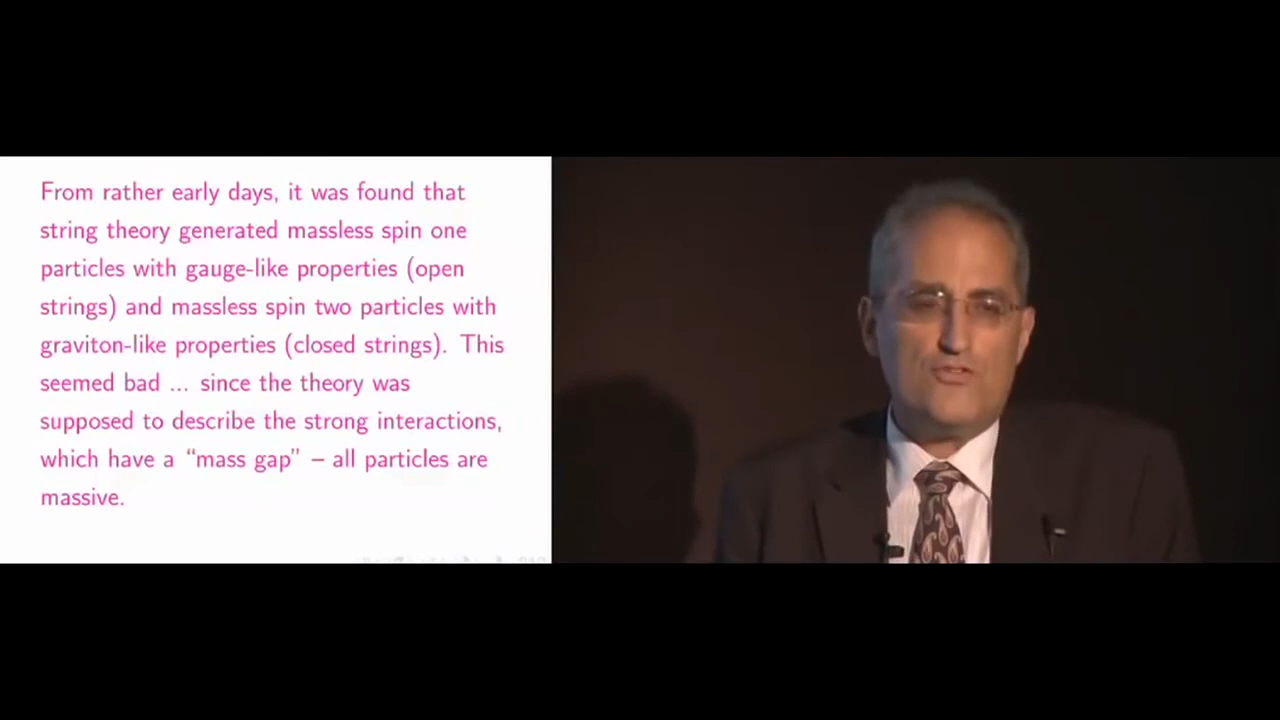 From rather early days, it was found that
string theory generated massless spin one
particles with gauge-like properties (open
strings) and massless spin two particles with
graviton-like properties (closed strings). This
seemed bad ... since the theory was
supposed to describe the strong interactions,
which have a “mass gap” – all particles are
massive.